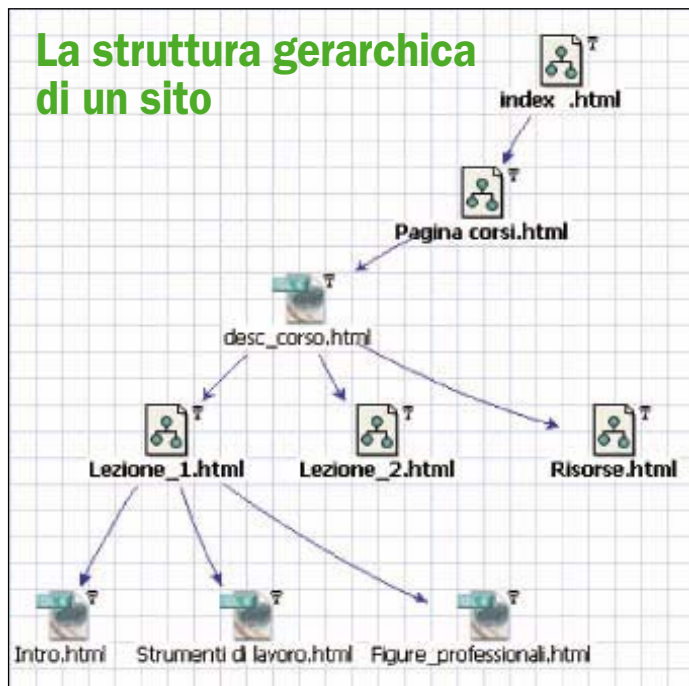 La struttura gerarchica
di un sito
index .html
Pagina corsi.html
desc_corso.html
Lezione_1.html
Lezione_2.html
Risorse.html
Intro.html
Strumenti di lavoro.html
Figure_professionali.html